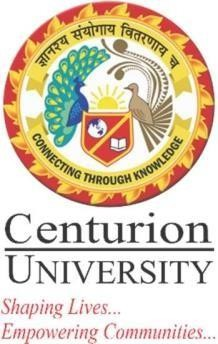 ज्ञानस्य संयोगाय वितरणाय च
CONNECTING THROUGH KNOWLEDGE
Centurion
UNIVERSITY
Shaping Lives...
Empowering Communities...